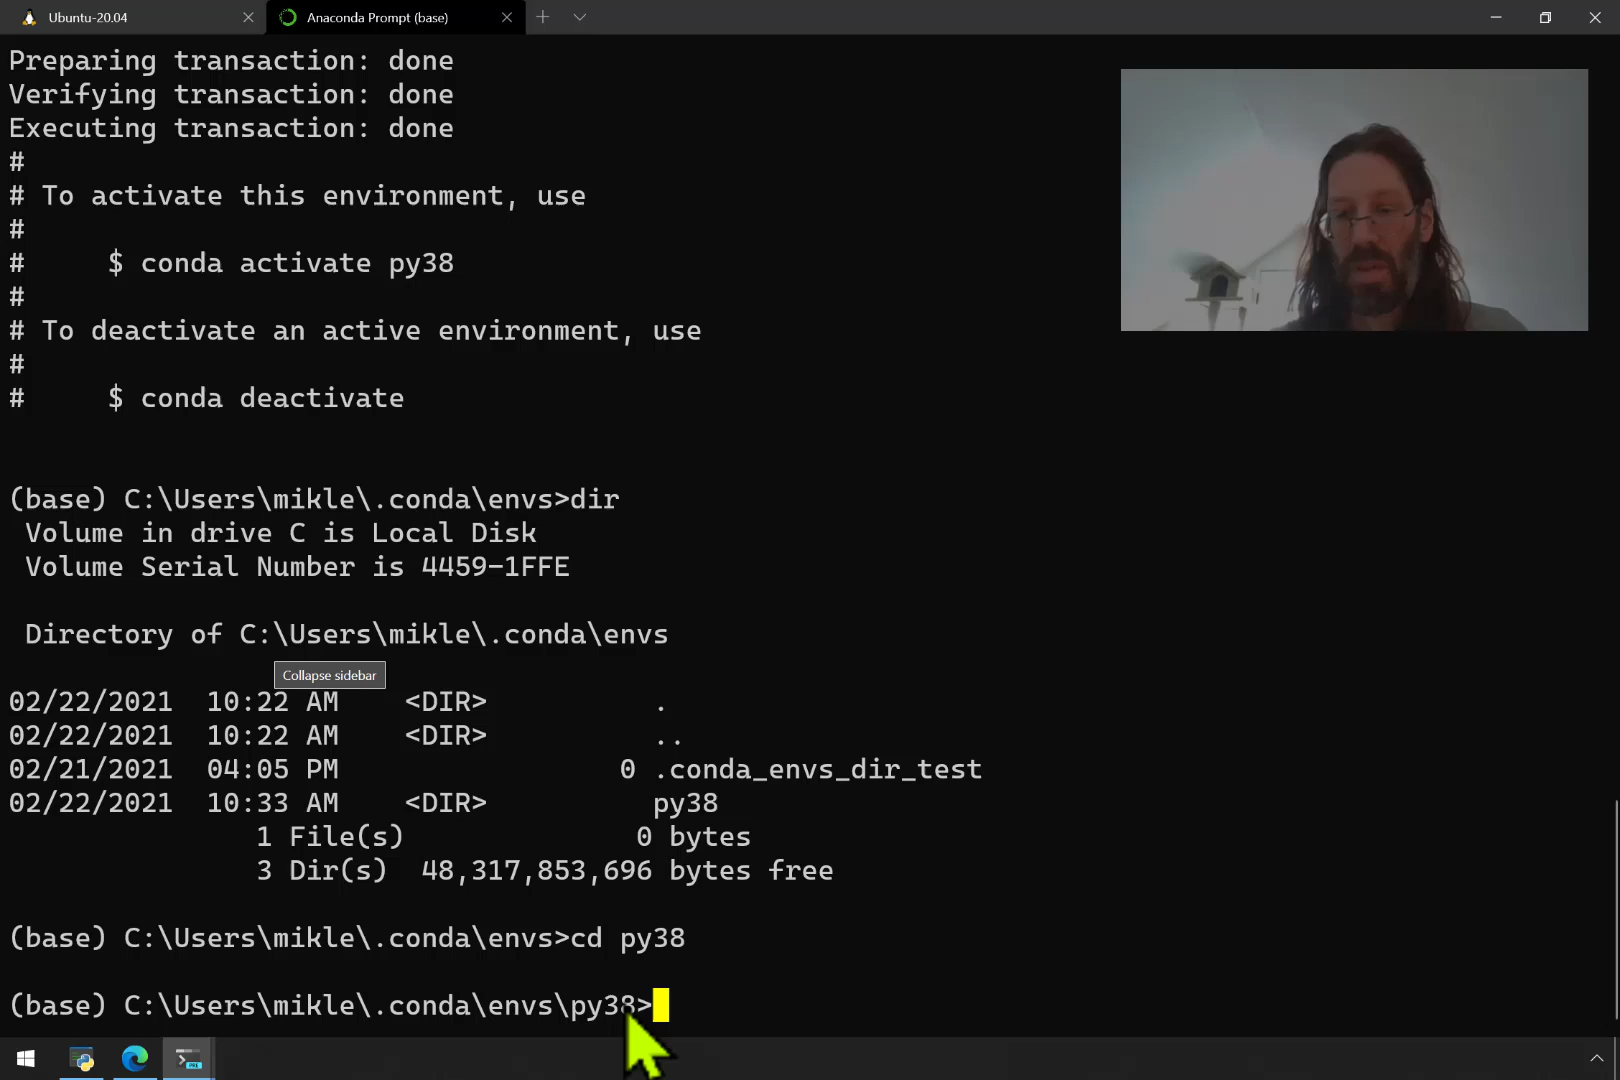 Ubuntu-20.04
Anaconda Prompt (base)
Preparing transaction: done
Verifying transaction: done
Executing transaction: done
#
# To activate this environment, use
#
#     $ conda activate py38
#
# To deactivate an active environment, use
#
#     $ conda deactivate
(base) C:\Users\mikle\.conda\envs>dir
 Volume in drive C is Local Disk
 Volume Serial Number is 4459-1FFE
 Directory of C:\Users\mikle\.conda\envs
Collapse sidebar
02/22/2021  10:22 AM    <DIR>          .
02/22/2021  10:22 AM    <DIR>          ..
02/21/2021  04:05 PM                 0 .conda_envs_dir_test
02/22/2021  10:33 AM    <DIR>          py38
               1 File(s)              0 bytes
               3 Dir(s)  48,317,853,696 bytes free
(base) C:\Users\mikle\.conda\envs>cd py38
(base) C:\Users\mikle\.conda\envs\py38>
PRE